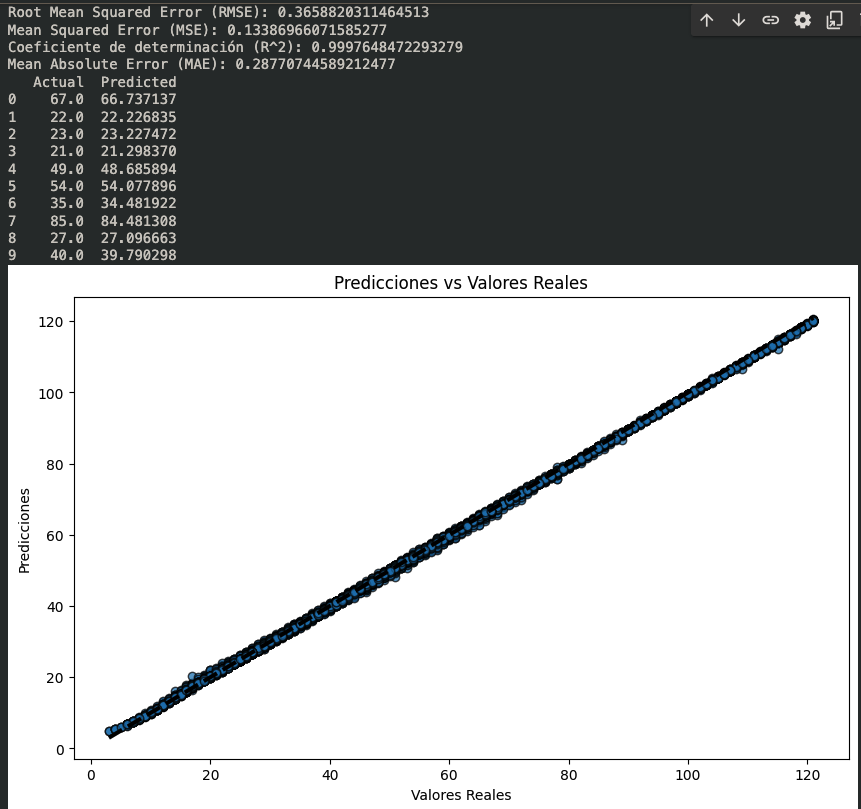 Root Mean Squared Error (RMSE): 0.3658820311464513
Mean Squared Error (MSE): 0.13386966071585277
Coeficiente de determinación (R^2): 0.9997648472293279
Mean Absolute Error (MAE): 0.28770744589212477
Actual Predicted
0 67.0 66.737137
1 22.0 22.226835
2 23.0 23.227472
3 21.0 21.298370
4 49.0 48.685894
5 54.0 54.077896
6 35.0 34.481922
7 85.0 84.481308
8 27.0 27.096663
9 40.0 39.790298
Predicciones vs Valores Reales
120
100
80
60
40
20
0
Predicciones
0 20 40 60 80 100 120
Valores Reales